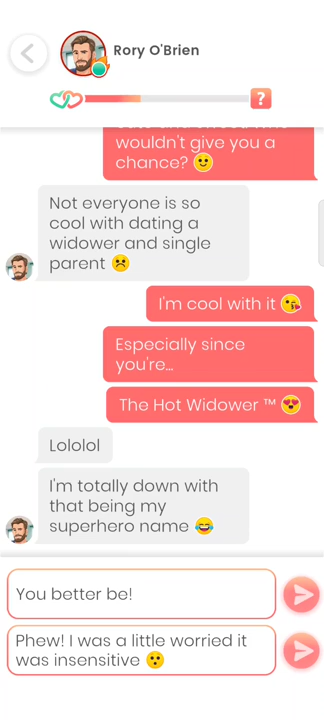 Rory O'Brien
?
wouldn't give you a
chance? 🙂
Not everyone is so
cool with dating a
widower and single
parent ☹️
I'm cool with it 😘
Especially since
you're...
The Hot Widower ™ 😍
Lololol
I'm totally down with
that being my
superhero name 😂
You better be!
Phew! I was a little worried it
was insensitive 😮